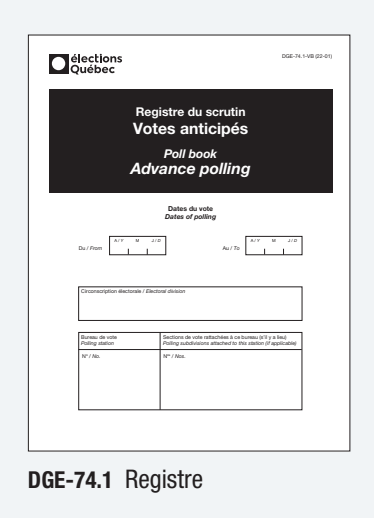 élections
Québec
DGE-74.1-VB (22-01)
Registre du scrutin
Votes anticipés
Poll book
Advance polling
Dates du vote
Dates of polling
Du / From
A / Y M J / D
Au / To
A / Y M J / D
Circonscription électorale / Electoral division
Bureau de vote
Polling station
Sections de vote rattachées à ce bureau (s'il y a lieu)
Polling subdivisions attached to this station (if applicable)
N° / No.
Nos / Nos.
DGE-74.1 Registre